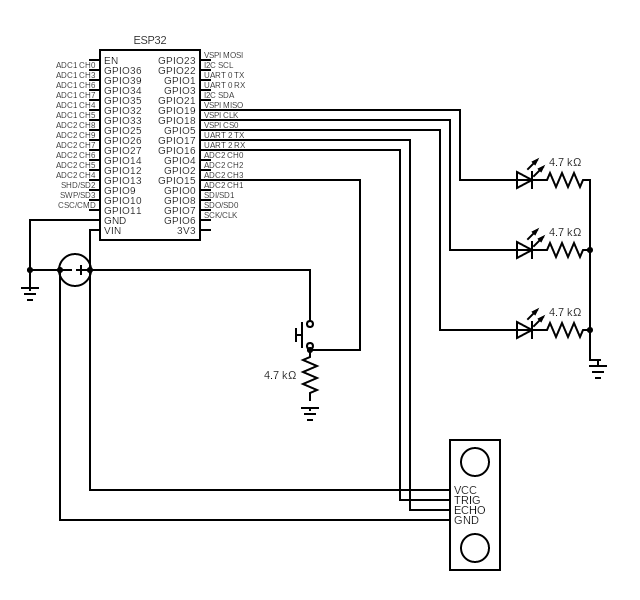 ESP32
ADC1 CH0
ADC1 CH3
ADC1 CH6
ADC1 CH7
ADC1 CH4
ADC1 CH5
ADC2 CH8
ADC2 CH9
ADC2 CH7
ADC2 CH6
ADC2 CH5
ADC2 CH4
SHD/SD2
SWP/SD3
CSC/CMD
EN
GPIO36
GPIO39
GPIO34
GPIO35
GPIO32
GPIO33
GPIO25
GPIO26
GPIO27
GPIO14
GPIO12
GPIO13
GPIO9
GPIO10
GPIO11
GND
VIN
GPIO23
GPIO22
GPIO1
GPIO3
GPIO21
GPIO19
GPIO18
GPIO5
GPIO17
GPIO16
GPIO4
GPIO2
GPIO15
GPIO0
GPIO8
GPIO7
GPIO6
3V3
VSPI MOSI
I2C SCL
UART 0 TX
UART 0 RX
I2C SDA
VSPI MISO
VSPI CLK
VSPI CS0
UART 2 TX
UART 2 RX
ADC2 CH0
ADC2 CH2
ADC2 CH3
ADC2 CH1
SDI/SD1
SDO/SD0
SCK/CLK
4.7 kΩ
4.7 kΩ
4.7 kΩ
4.7 kΩ
VCC
TRIG
ECHO
GND